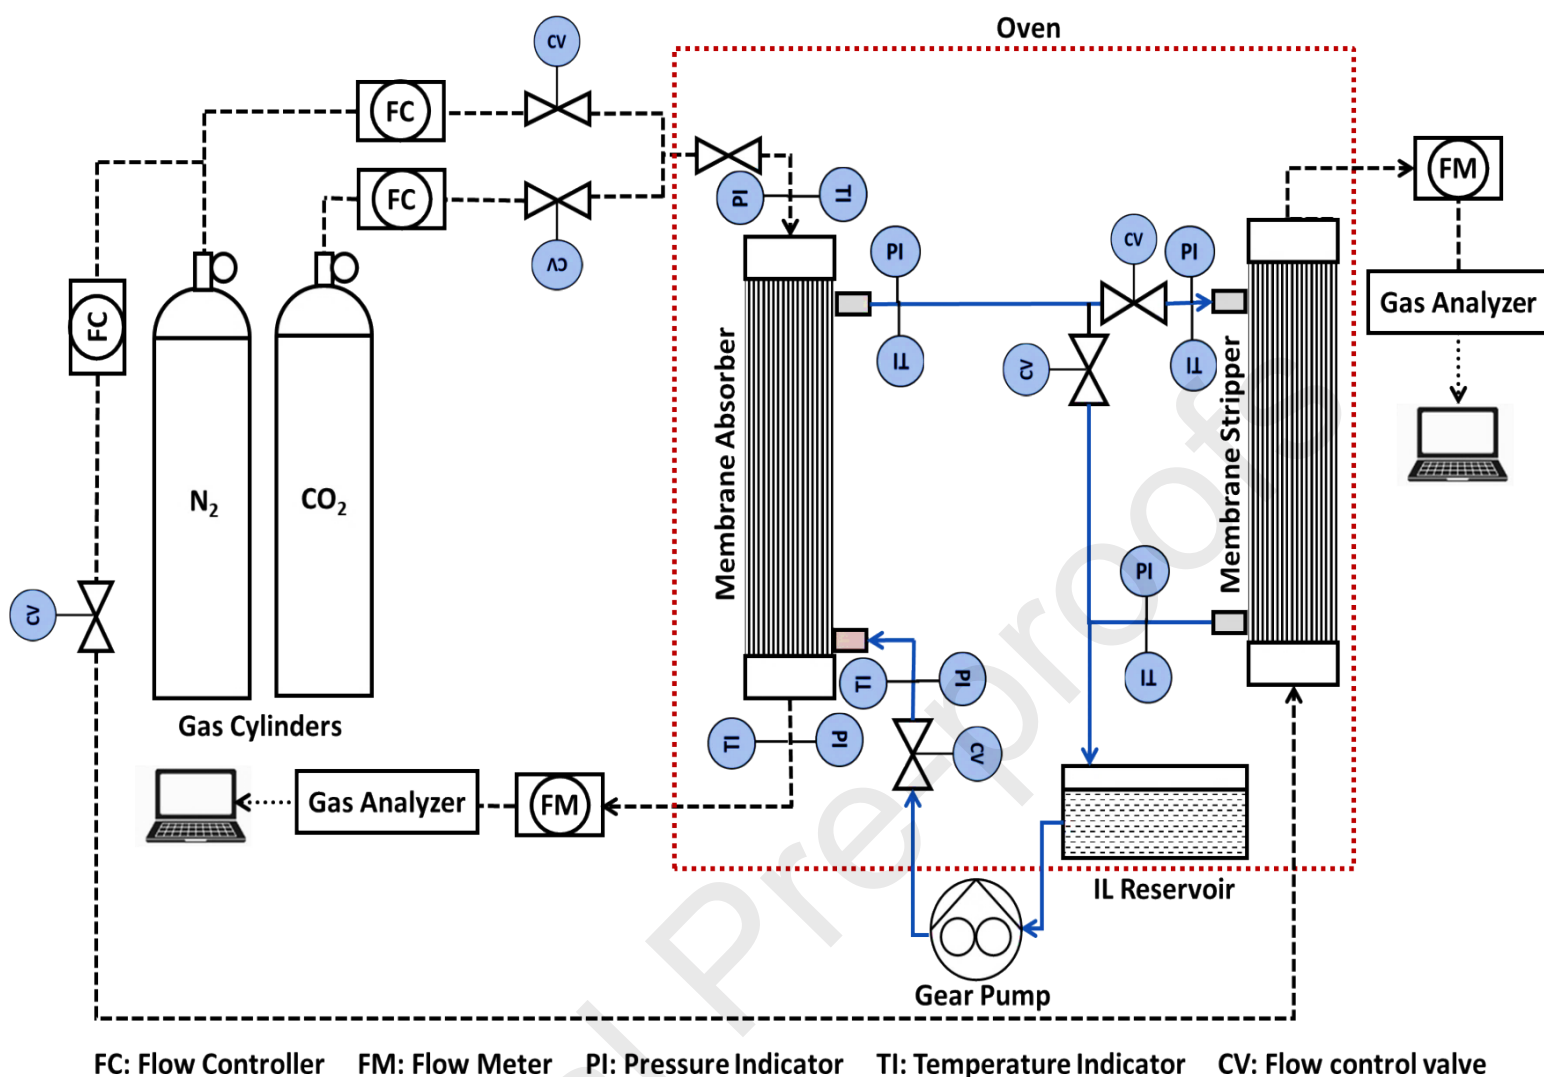 Oven
CV
FC
FC
FM
PI
TI
CV
PI
CV
PI
Gas Analyzer
FC
TI
CV
TI
Membrane Absorber
Membrane Stripper
N2
CO2
CV
PI
TI
TI
PI
Gas Cylinders
TI
PI
CV
Gas Analyzer
FM
IL Reservoir
Gear Pump
Pre-proofs
FC: Flow Controller FM: Flow Meter PI: Pressure Indicator TI: Temperature Indicator CV: Flow control valve